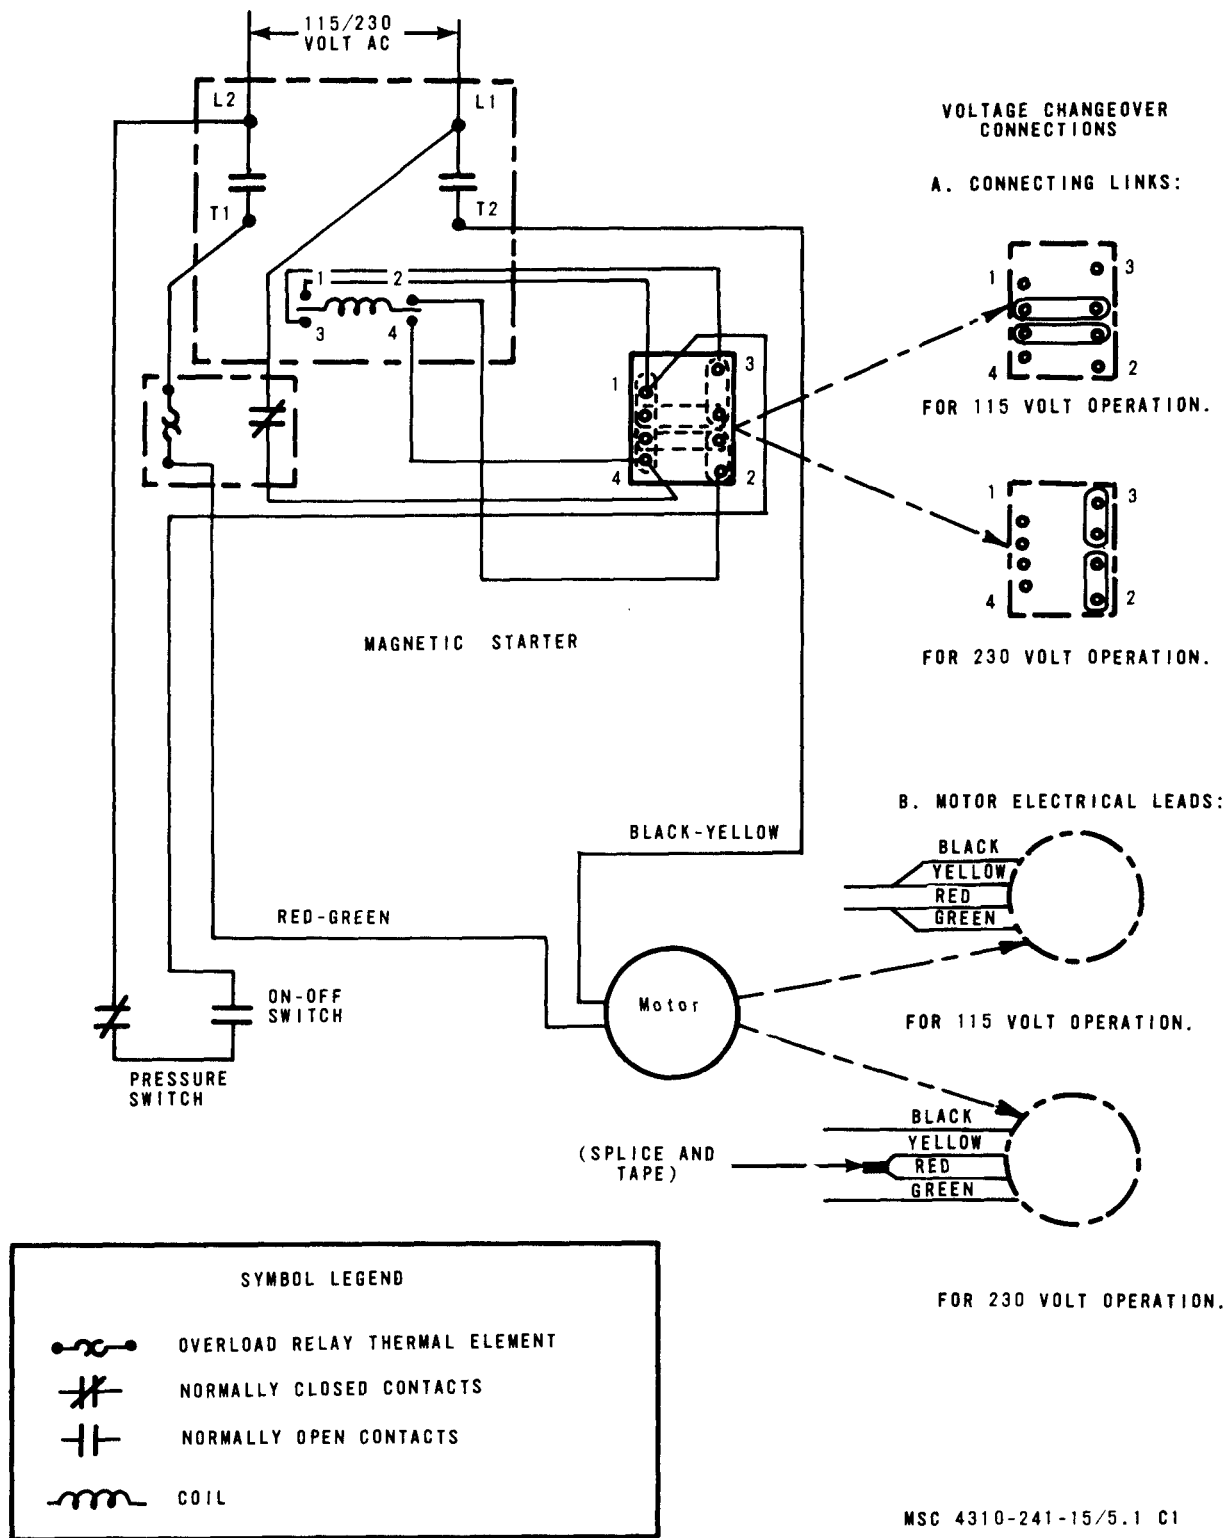 115/230
VOLT AC
L2
L1
T1
T2
1
2
3
4
1
3
4
2
MAGNETIC STARTER
BLACK-YELLOW
RED-GREEN
ON-OFF
SWITCH
PRESSURE
SWITCH
Motor
VOLTAGE CHANGEOVER
CONNECTIONS
A. CONNECTING LINKS:
1
3
4
2
FOR 115 VOLT OPERATION.
1
3
4
2
FOR 230 VOLT OPERATION.
B. MOTOR ELECTRICAL LEADS:
BLACK
YELLOW
RED
GREEN
FOR 115 VOLT OPERATION.
BLACK
YELLOW
RED
GREEN
(SPLICE AND
TAPE)
FOR 230 VOLT OPERATION.
SYMBOL LEGEND
OVERLOAD RELAY THERMAL ELEMENT
NORMALLY CLOSED CONTACTS
NORMALLY OPEN CONTACTS
COIL
MSC 4310-241-15/5.1 C1